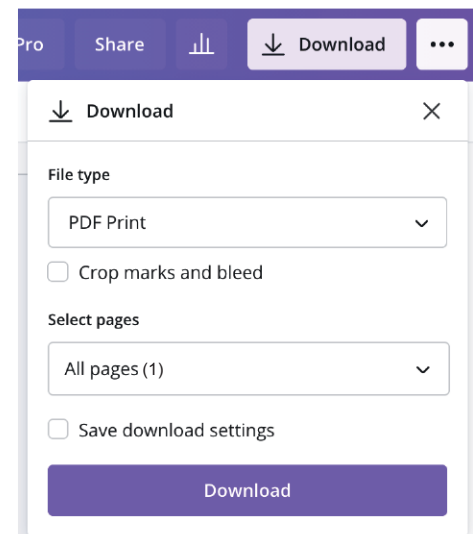 Pro Share Download
Download
File type
PDF Print
Crop marks and bleed
Select pages
All pages (1)
Save download settings
Download